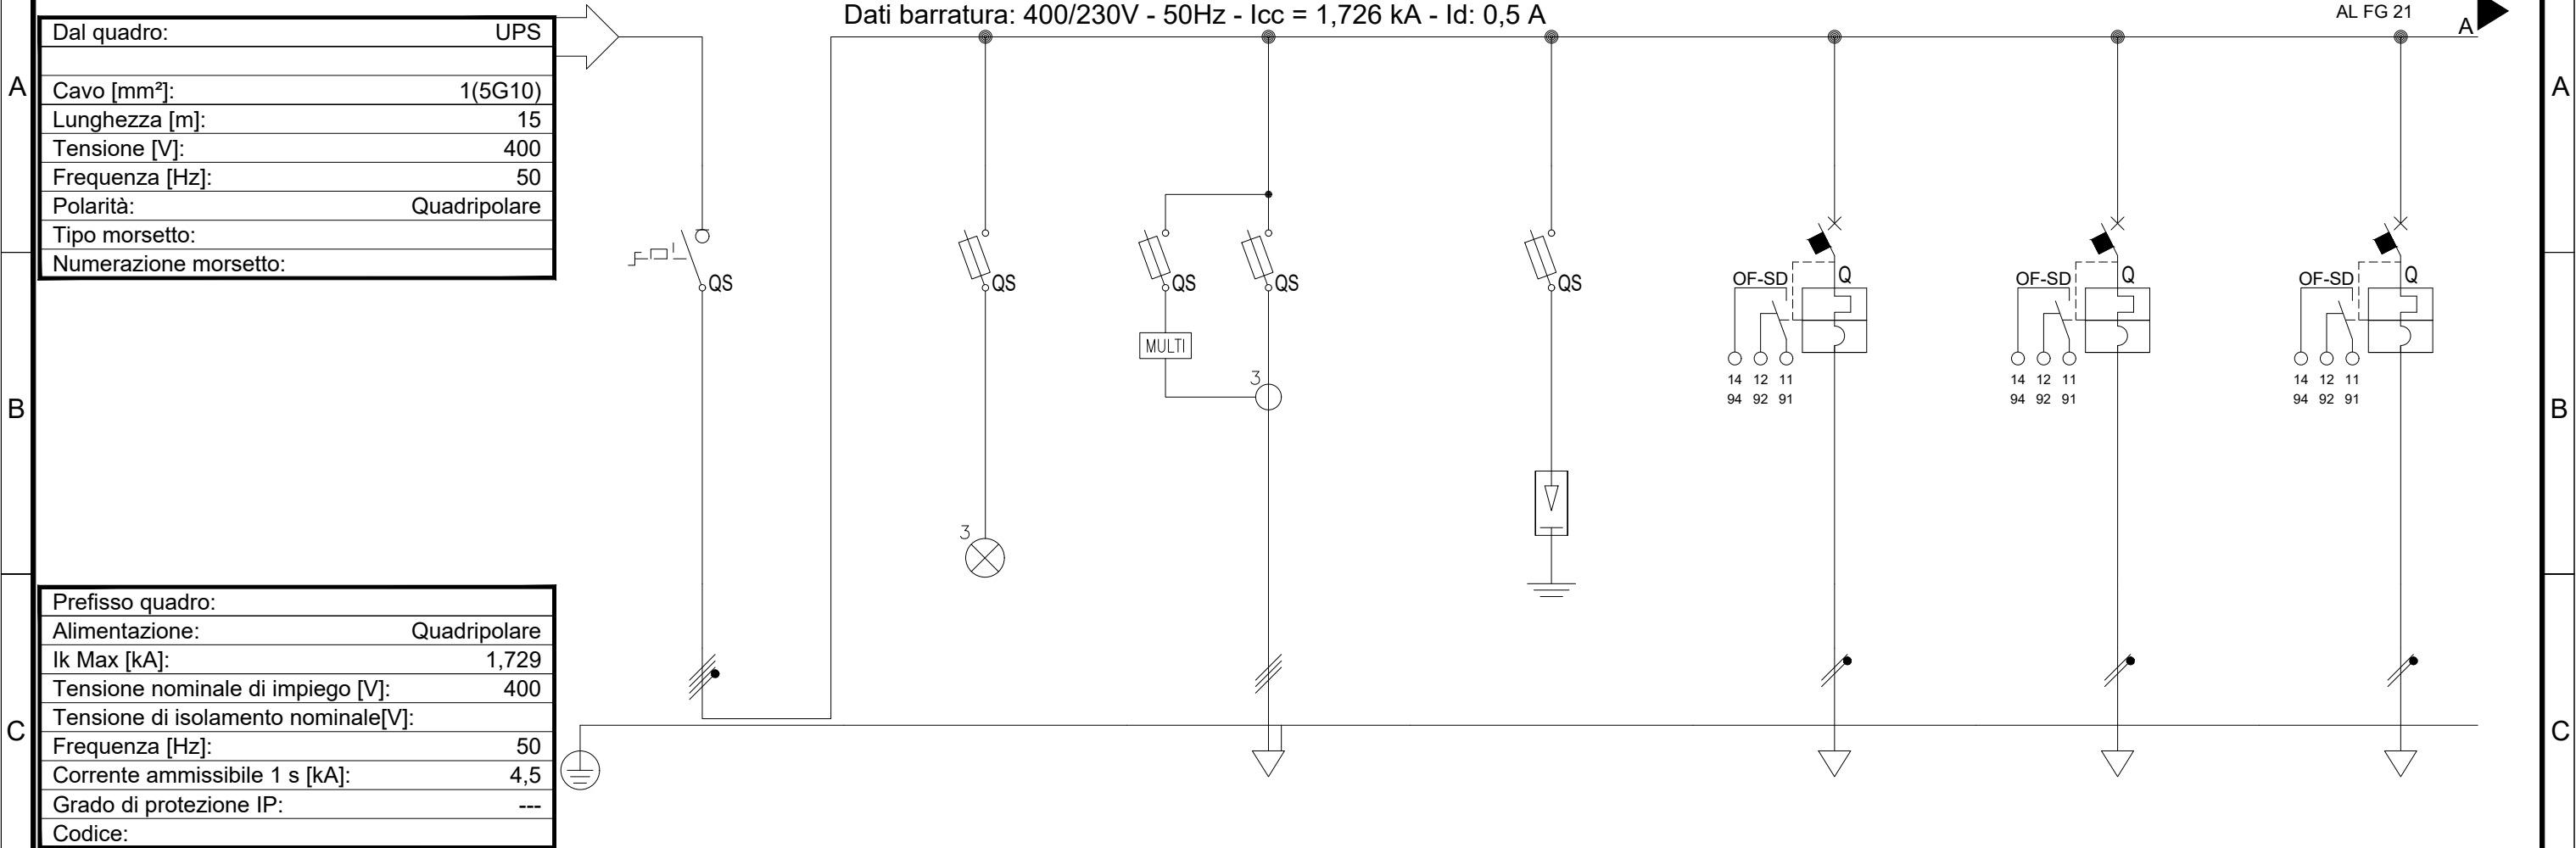 Dati barratura: 400/230V - 50Hz - Icc = 1,726 kA - Id: 0,5 A
AL FG 21
A
Dal quadro: UPS
Cavo [mm²]: 1(5G10)
Lunghezza [m]: 15
Tensione [V]: 400
Frequenza [Hz]: 50
Polarità: Quadripolare
Tipo morsetto:
Numerazione morsetto:
A
A
QS
QS
QS
QS
QS
OF-SD Q
OF-SD Q
OF-SD Q
MULTI
3
14 12 11
94 92 91
14 12 11
94 92 91
14 12 11
94 92 91
B
B
3
Prefisso quadro:
Alimentazione: Quadripolare
Ik Max [kA]: 1,729
Tensione nominale di impiego [V]: 400
Tensione di isolamento nominale[V]:
Frequenza [Hz]: 50
Corrente ammissibile 1 s [kA]: 4,5
Grado di protezione IP: ---
Codice:
C
C